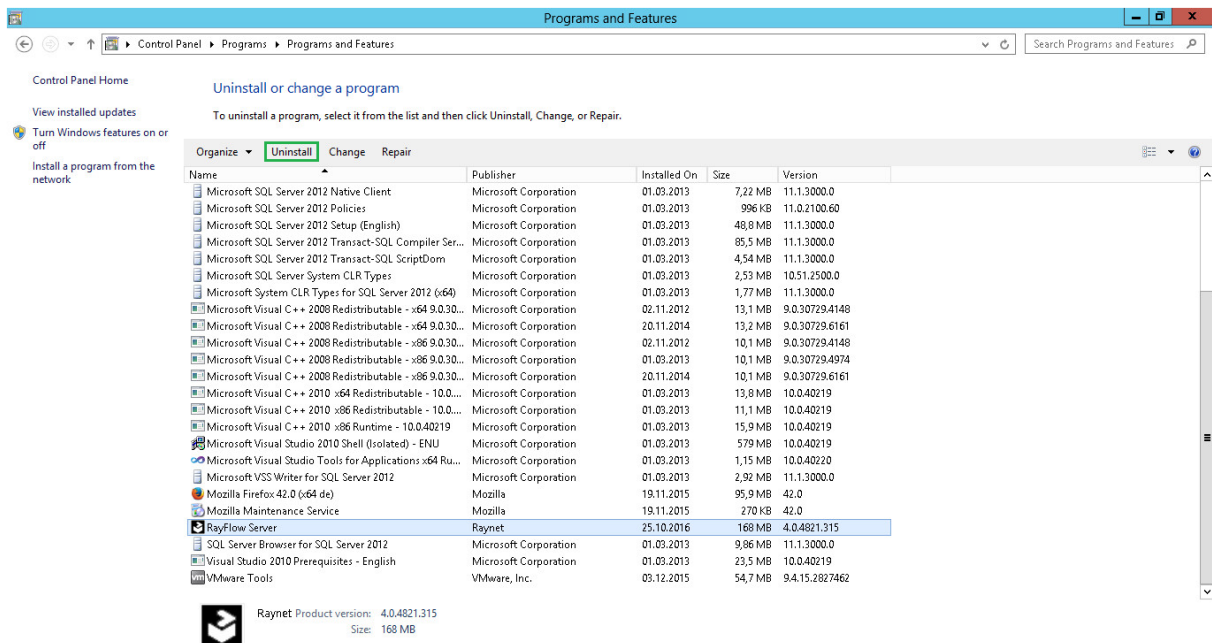 Programs and Features
Control Panel Programs Programs and Features Search Programs and Features
Control Panel Home
View installed updates
Turn Windows features on or
off
Install a program from the
network
Uninstall or change a program
To uninstall a program, select it from the list and then click Uninstall, Change, or Repair.
Organize Uninstall Change Repair
Name Publisher Installed On Size Version
Microsoft SQL Server 2012 Native Client Microsoft Corporation 01.03.2013 7,22 MB 11.1.3000.0
Microsoft SQL Server 2012 Policies Microsoft Corporation 01.03.2013 996 KB 11.0.2100.60
Microsoft SQL Server 2012 Setup (English) Microsoft Corporation 01.03.2013 48,8 MB 11.1.3000.0
Microsoft SQL Server 2012 Transact-SQL Compiler Ser... Microsoft Corporation 01.03.2013 85,5 MB 11.1.3000.0
Microsoft SQL Server 2012 Transact-SQL ScriptDom Microsoft Corporation 01.03.2013 4,54 MB 11.1.3000.0
Microsoft SQL Server System CLR Types Microsoft Corporation 01.03.2013 2,53 MB 10.51.2500.0
Microsoft System CLR Types for SQL Server 2012 (x64) Microsoft Corporation 01.03.2013 1,77 MB 11.1.3000.0
Microsoft Visual C++ 2008 Redistributable - x64 9.0.30... Microsoft Corporation 02.11.2012 13,1 MB 9.0.30729.4148
Microsoft Visual C++ 2008 Redistributable - x64 9.0.30... Microsoft Corporation 20.11.2014 13,2 MB 9.0.30729.6161
Microsoft Visual C++ 2008 Redistributable - x86 9.0.30... Microsoft Corporation 02.11.2012 10,1 MB 9.0.30729.4148
Microsoft Visual C++ 2008 Redistributable - x86 9.0.30... Microsoft Corporation 01.03.2013 10,1 MB 9.0.30729.4974
Microsoft Visual C++ 2008 Redistributable - x86 9.0.30... Microsoft Corporation 20.11.2014 10,1 MB 9.0.30729.6161
Microsoft Visual C++ 2010 x64 Redistributable - 10.0.... Microsoft Corporation 01.03.2013 13,8 MB 10.0.40219
Microsoft Visual C++ 2010 x86 Redistributable - 10.0.... Microsoft Corporation 01.03.2013 11,1 MB 10.0.40219
Microsoft Visual C++ 2010 x86 Runtime - 10.0.40219 Microsoft Corporation 01.03.2013 15,9 MB 10.0.40219
Microsoft Visual Studio 2010 Shell (Isolated) - ENU Microsoft Corporation 01.03.2013 579 MB 10.0.40219
Microsoft Visual Studio Tools for Applications x64 Ru... Microsoft Corporation 01.03.2013 1,15 MB 10.0.40220
Microsoft VSS Writer for SQL Server 2012 Microsoft Corporation 01.03.2013 2,92 MB 11.1.3000.0
Mozilla Firefox 42.0 (x64 de) Mozilla 19.11.2015 95,9 MB 42.0
Mozilla Maintenance Service Mozilla 19.11.2015 270 KB 42.0
RayFlow Server Raynet 25.10.2016 168 MB 4.0.4821.315
SQL Server Browser for SQL Server 2012 Microsoft Corporation 01.03.2013 9,86 MB 11.1.3000.0
Visual Studio 2010 Prerequisites - English Microsoft Corporation 01.03.2013 23,5 MB 10.0.40219
vm VMware Tools VMware, Inc. 03.12.2015 54,7 MB 9.4.15.2827462
Raynet Product version: 4.0.4821.315
Size: 168 MB